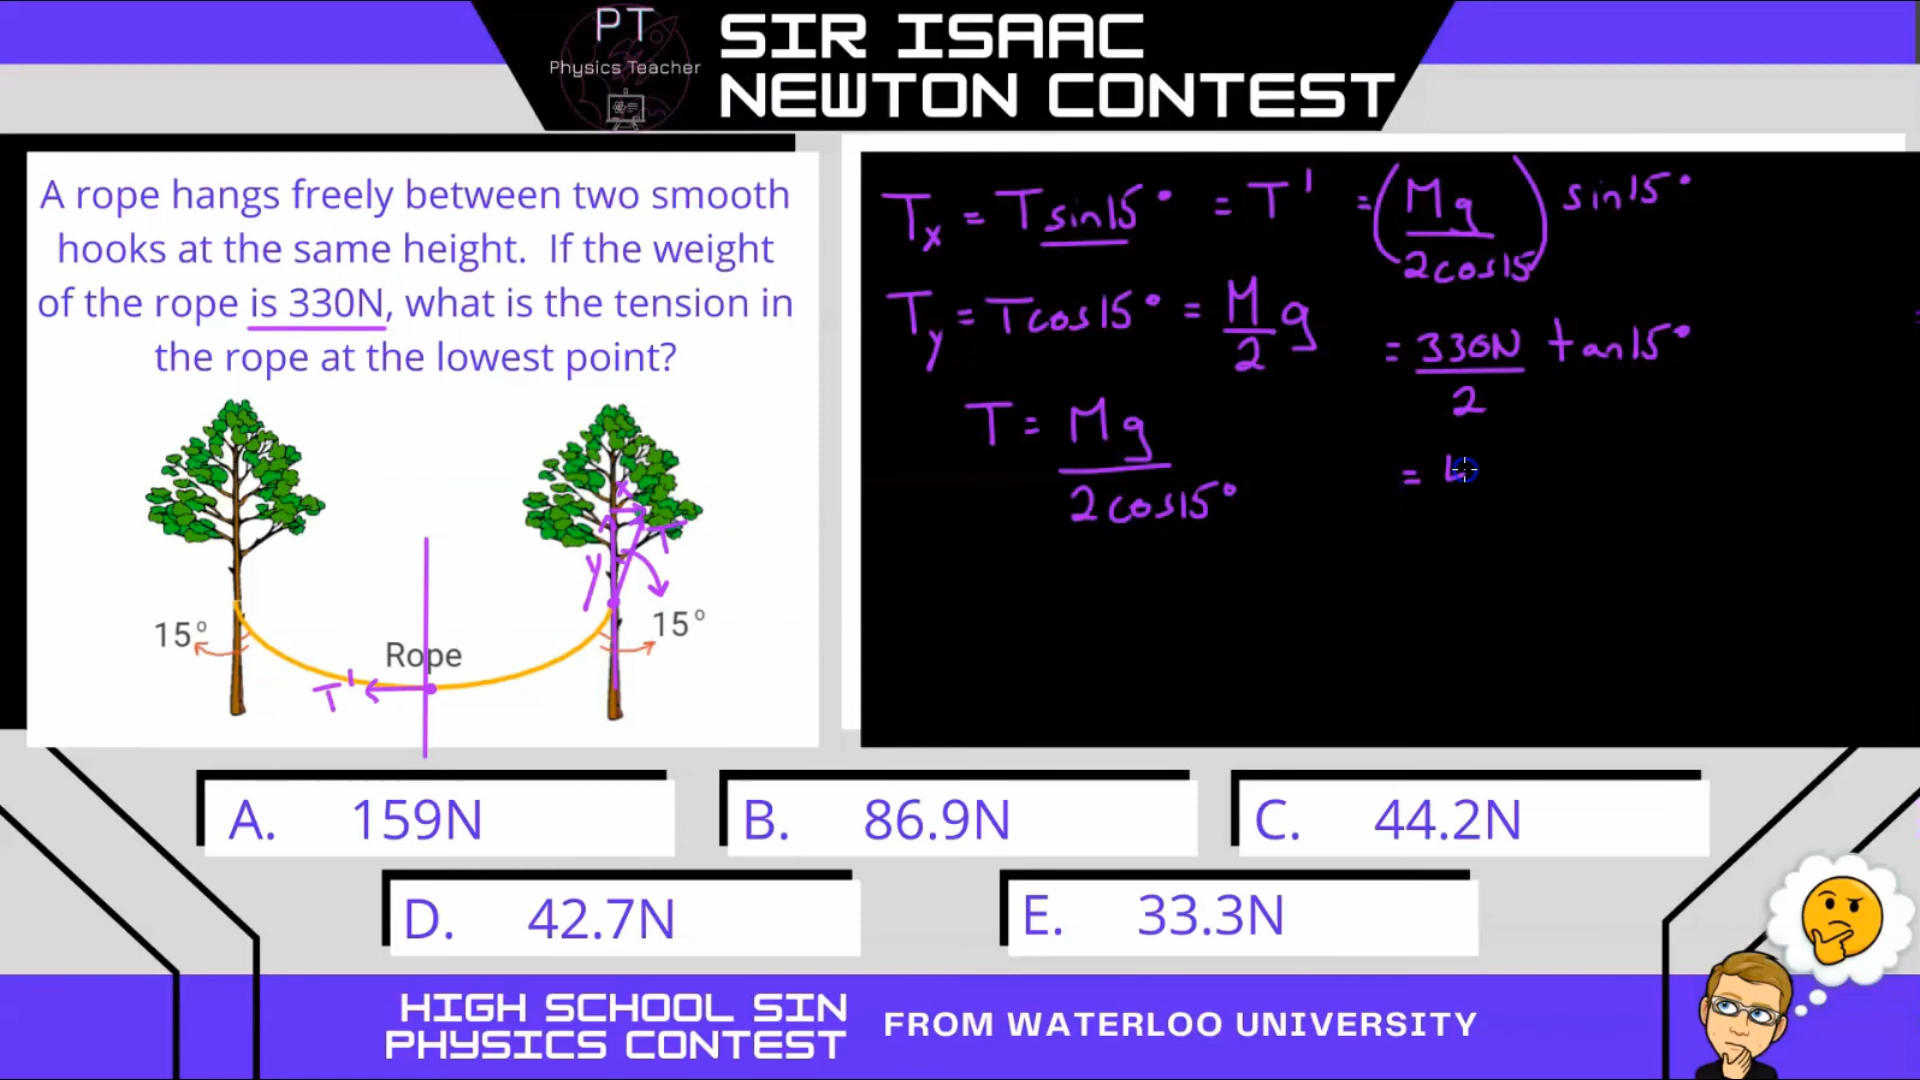 PT
Physics Teacher
SIR ISAAC
NEWTON CONTEST
A rope hangs freely between two smooth
hooks at the same height. If the weight
of the rope is 330N, what is the tension in
the rope at the lowest point?
x
y
T
15°
15°
Rope
T'
Tx = Tsin15° = T' = (Mg / 2cos15) sin15°
Ty = Tcos15° = M/2 g
= 330N/2 tan15°
T = Mg / 2cos15°
= 4
A. 159N
B. 86.9N
C. 44.2N
D. 42.7N
E. 33.3N
HIGH SCHOOL SIN
PHYSICS CONTEST
FROM WATERLOO UNIVERSITY